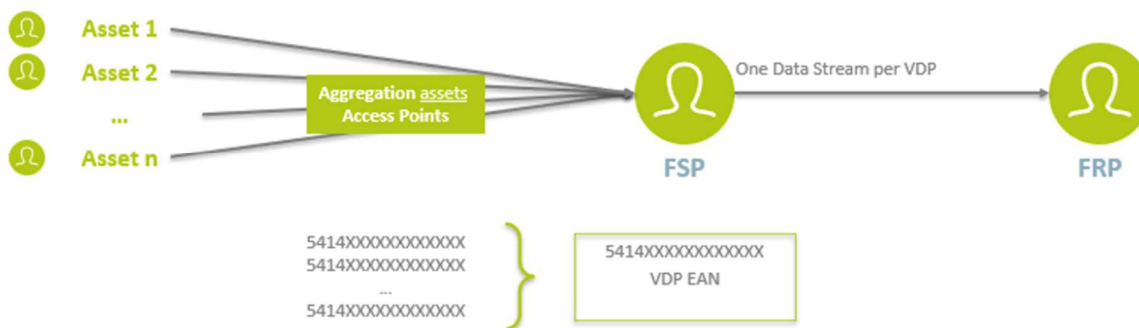 Asset 1
Asset 2
...
Asset n
Aggregation assets
Access Points
One Data Stream per VDP
FSP
FRP
5414XXXXXXXXXXXX
5414XXXXXXXXXXXX
...
5414XXXXXXXXXXXX
5414XXXXXXXXXXXX
VDP EAN